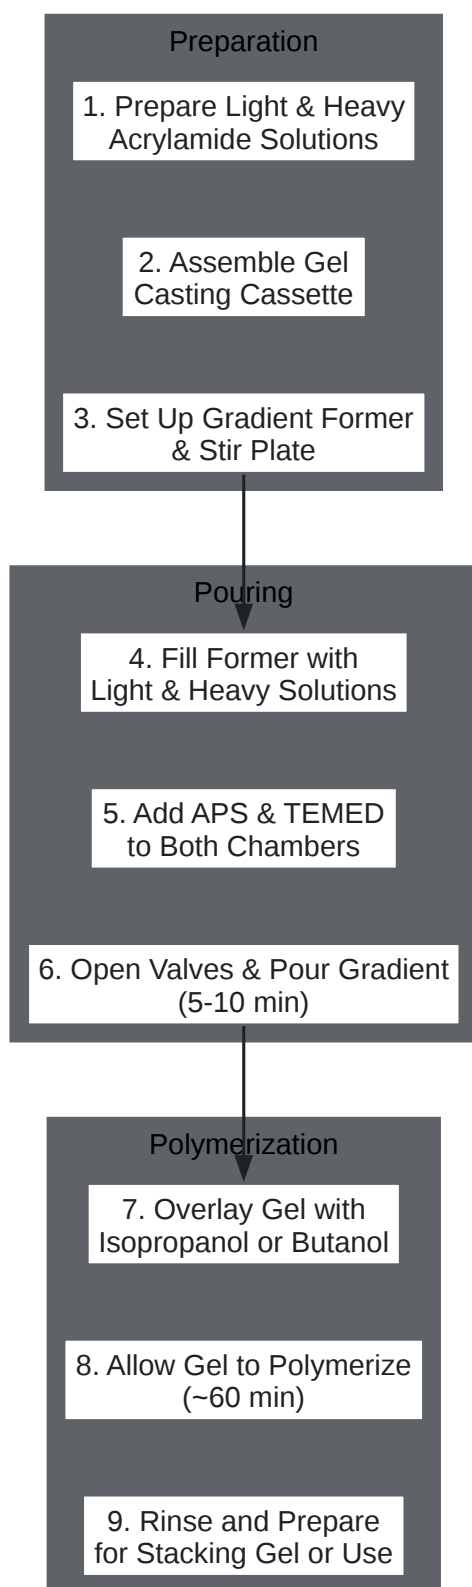 Preparation
1. Prepare Light & Heavy
Acrylamide Solutions
2. Assemble Gel
Casting Cassette
3. Set Up Gradient Former
& Stir Plate
Pouring
4. Fill Former with
Light & Heavy Solutions
5. Add APS & TEMED
to Both Chambers
6. Open Valves & Pour Gradient
(5-10 min)
Polymerization
7. Overlay Gel with
Isopropanol or Butanol
8. Allow Gel to Polymerize
(~60 min)
9. Rinse and Prepare
for Stacking Gel or Use